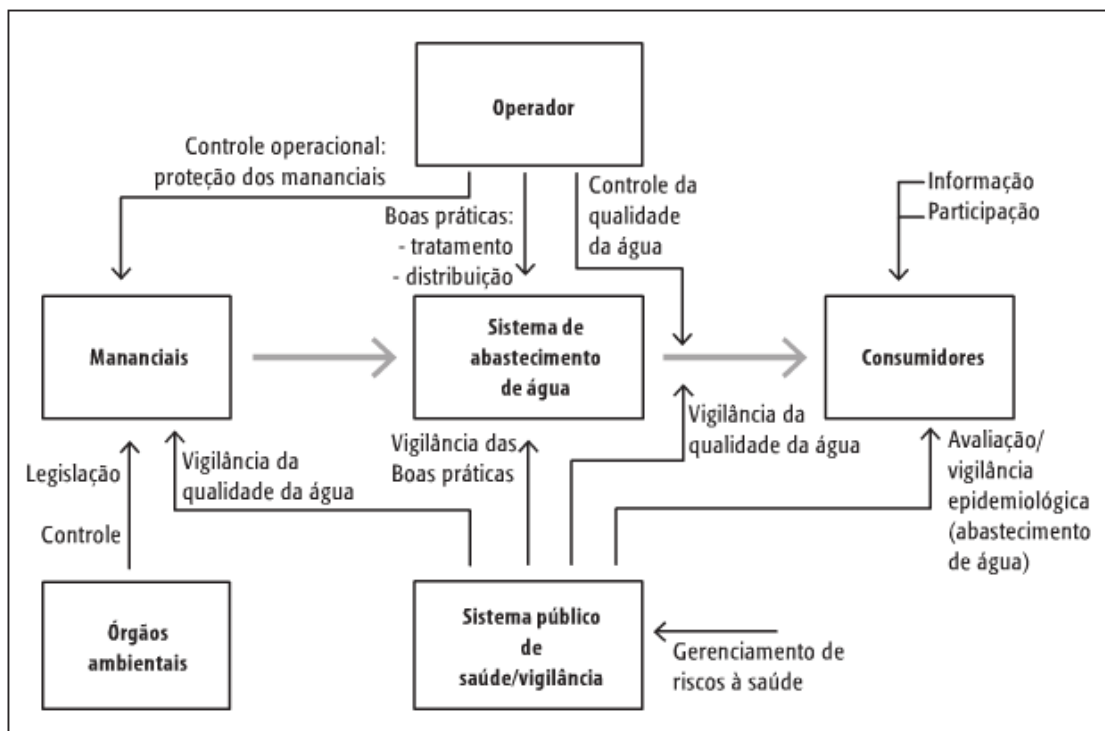 Operador
Controle operacional:
proteção dos mananciais
Boas práticas:
- tratamento
- distribuição
Controle da
qualidade
da água
Informação
Participação
Mananciais
Sistema de
abastecimento
de água
Consumidores
Legislação
Controle
Vigilância da
qualidade da água
Vigilância das
Boas práticas
Vigilância da
qualidade da água
Avaliação/
vigilância
epidemiológica
(abastecimento
de água)
Órgãos
ambientais
Sistema público
de
saúde/vigilância
Gerenciamento de
riscos à saúde